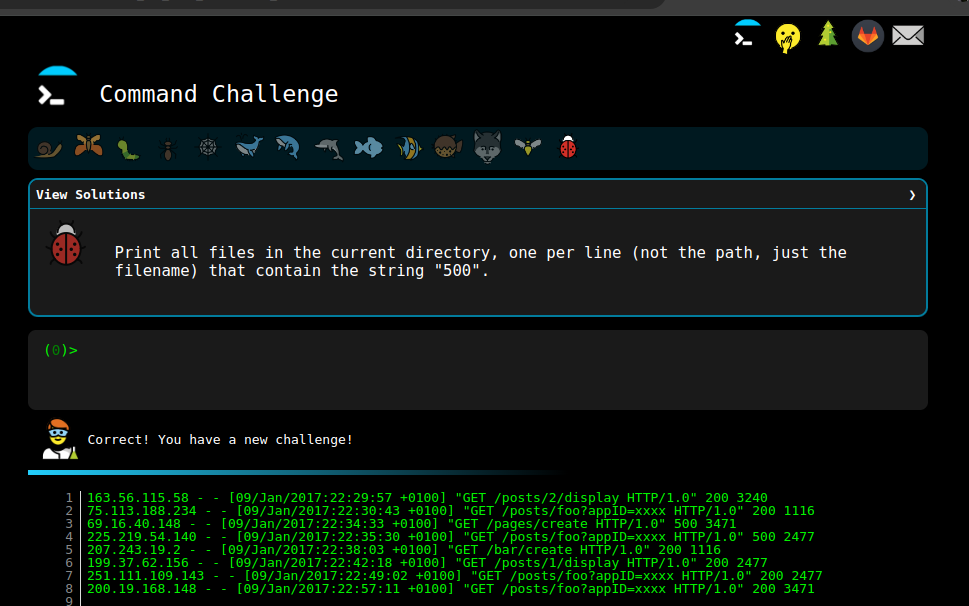 Command Challenge
View Solutions ❯
Print all files in the current directory, one per line (not the path, just the
filename) that contain the string "500".
(0)>
Correct! You have a new challenge!
1 163.56.115.58 - - [09/Jan/2017:22:29:57 +0100] "GET /posts/2/display HTTP/1.0" 200 3240
2 75.113.188.234 - - [09/Jan/2017:22:30:43 +0100] "GET /posts/foo?appID=xxxx HTTP/1.0" 200 1116
3 69.16.40.148 - - [09/Jan/2017:22:34:33 +0100] "GET /pages/create HTTP/1.0" 500 3471
4 225.219.54.140 - - [09/Jan/2017:22:35:30 +0100] "GET /posts/foo?appID=xxxx HTTP/1.0" 500 2477
5 207.243.19.2 - - [09/Jan/2017:22:38:03 +0100] "GET /bar/create HTTP/1.0" 200 1116
6 199.37.62.156 - - [09/Jan/2017:22:42:18 +0100] "GET /posts/1/display HTTP/1.0" 200 2477
7 251.111.109.143 - - [09/Jan/2017:22:49:02 +0100] "GET /posts/foo?appID=xxxx HTTP/1.0" 200 2477
8 200.19.168.148 - - [09/Jan/2017:22:57:11 +0100] "GET /posts/foo?appID=xxxx HTTP/1.0" 200 3471
9